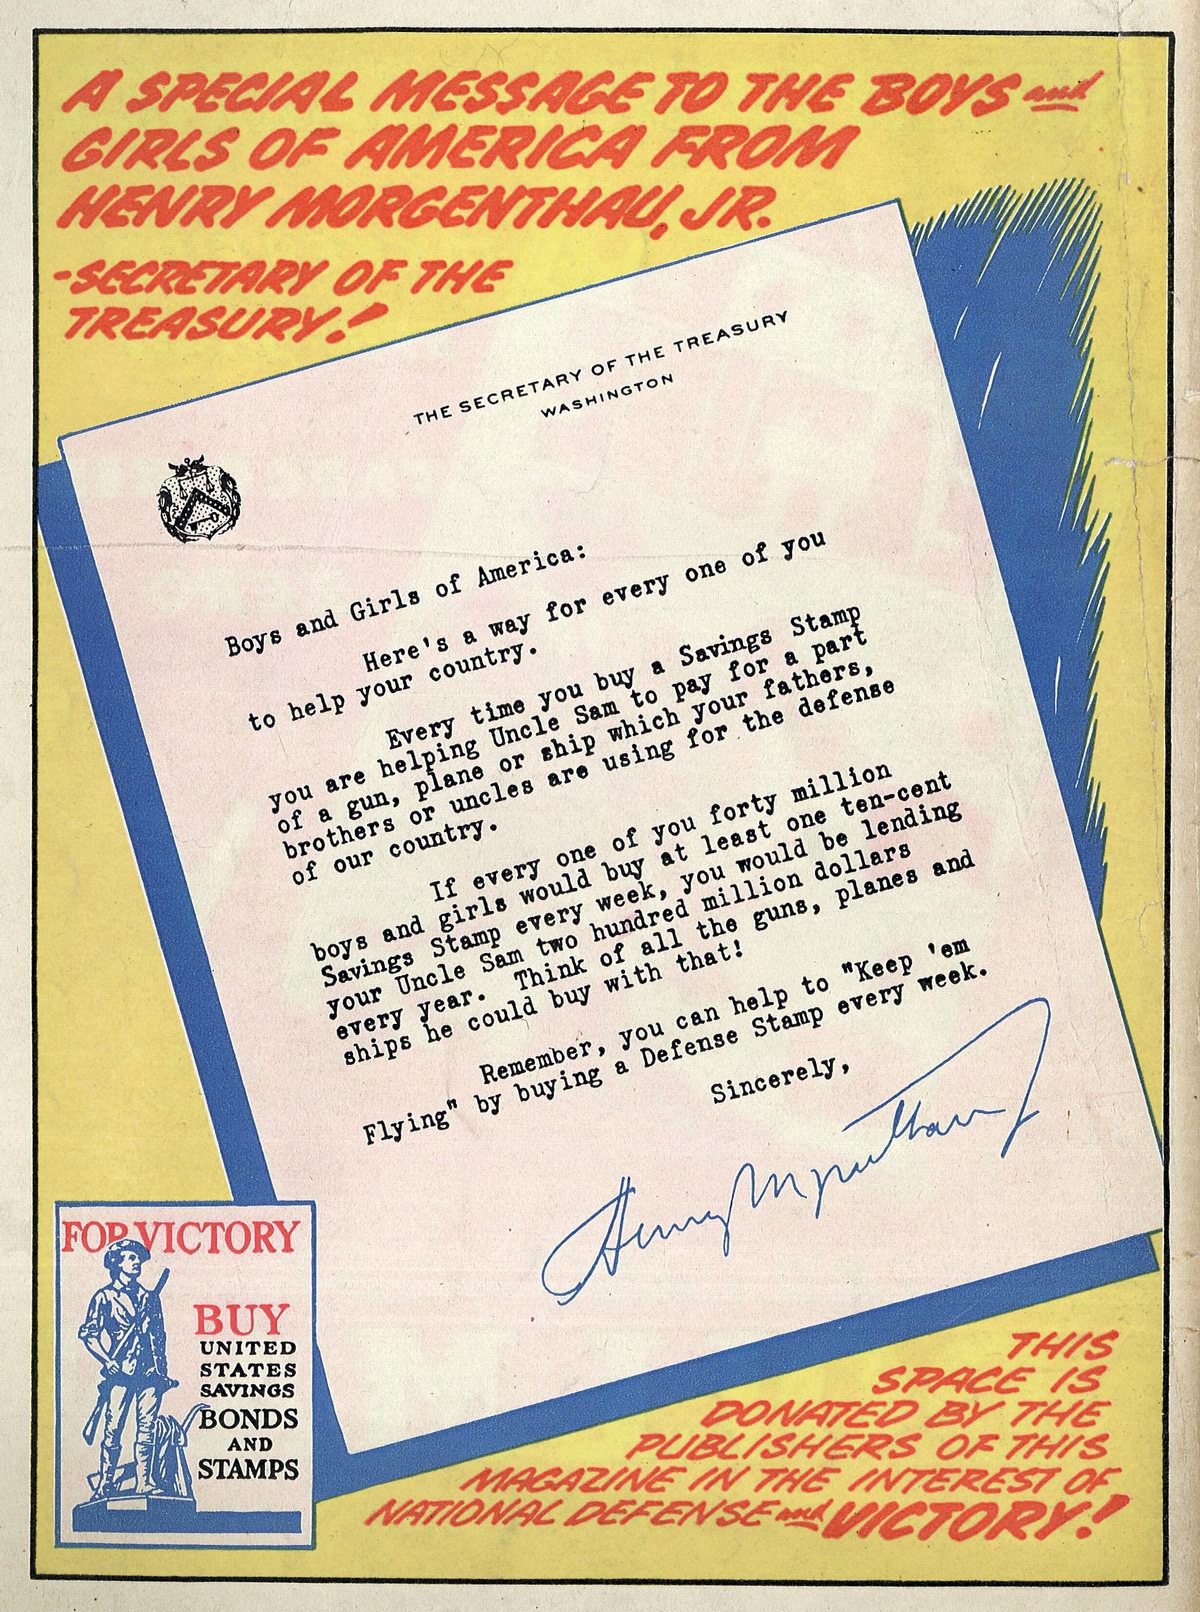 A SPECIAL MESSAGE TO THE BOYS and
GIRLS OF AMERICA FROM
HENRY MORGENTHAU, JR.
-SECRETARY OF THE
TREASURY!
THE SECRETARY OF THE TREASURY
WASHINGTON
Boys and Girls of America:
Here's a way for every one of you
to help your country.
Every time you buy a Savings Stamp
you are helping Uncle Sam to pay for a part
of a gun, plane or ship which your fathers,
brothers or uncles are using for the defense
of our country.
If every one of you forty million
boys and girls would buy at least one ten-cent
Savings Stamp every week, you would be lending
your Uncle Sam two hundred million dollars
every year. Think of all the guns, planes and
ships he could buy with that!
Remember, you can help to "Keep 'em
Flying" by buying a Defense Stamp every week.
Sincerely,
Henry Morgenthau Jr
FOR VICTORY
BUY
UNITED
STATES
SAVINGS
BONDS
AND
STAMPS
THIS
SPACE IS
DONATED BY THE
PUBLISHERS OF THIS
MAGAZINE IN THE INTEREST OF
NATIONAL DEFENSE and VICTORY!